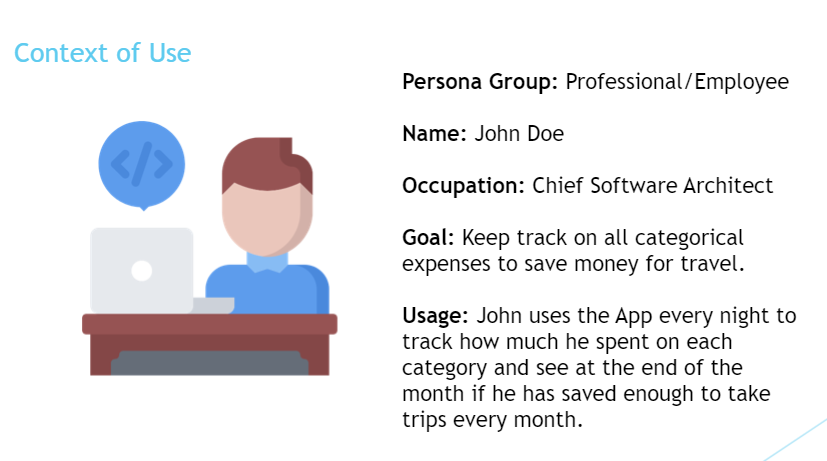 Context of Use
Persona Group: Professional/Employee
Name: John Doe
Occupation: Chief Software Architect
Goal: Keep track on all categorical
expenses to save money for travel.
Usage: John uses the App every night to
track how much he spent on each
category and see at the end of the
month if he has saved enough to take
trips every month.